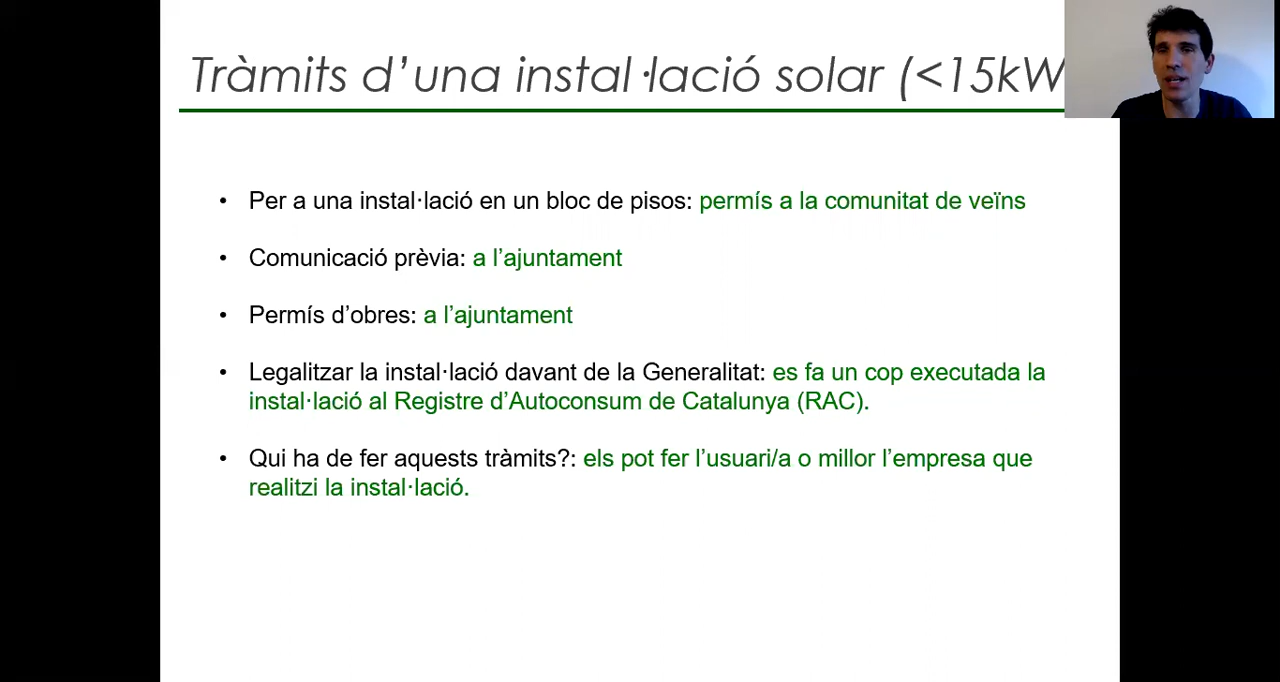 Tràmits d’una instal·lació solar (<15kW
• Per a una instal·lació en un bloc de pisos: permís a la comunitat de veïns
• Comunicació prèvia: a l’ajuntament
• Permís d’obres: a l’ajuntament
• Legalitzar la instal·lació davant de la Generalitat: es fa un cop executada la
instal·lació al Registre d’Autoconsum de Catalunya (RAC).
• Qui ha de fer aquests tràmits?: els pot fer l’usuari/a o millor l’empresa que
realitzi la instal·lació.